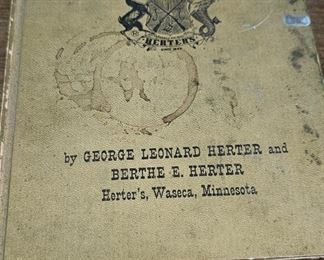 HERTER'S
by GEORGE LEONARD HERTER and
BERTHE E. HERTER
Herter's, Waseca, Minnesota